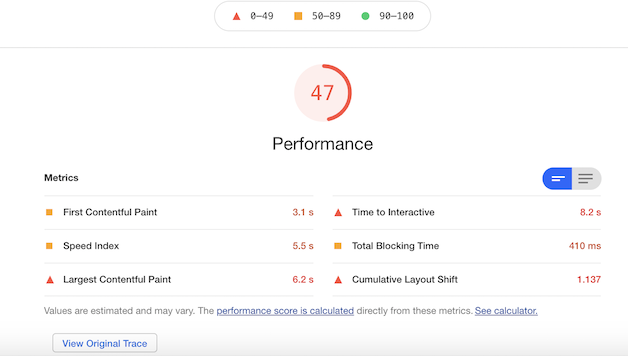 0–49 50–89 90–100
47
Performance
Metrics
First Contentful Paint 3.1 s
Time to Interactive 8.2 s
Speed Index 5.5 s
Total Blocking Time 410 ms
Largest Contentful Paint 6.2 s
Cumulative Layout Shift 1.137
Values are estimated and may vary. The performance score is calculated directly from these metrics. See calculator.
View Original Trace